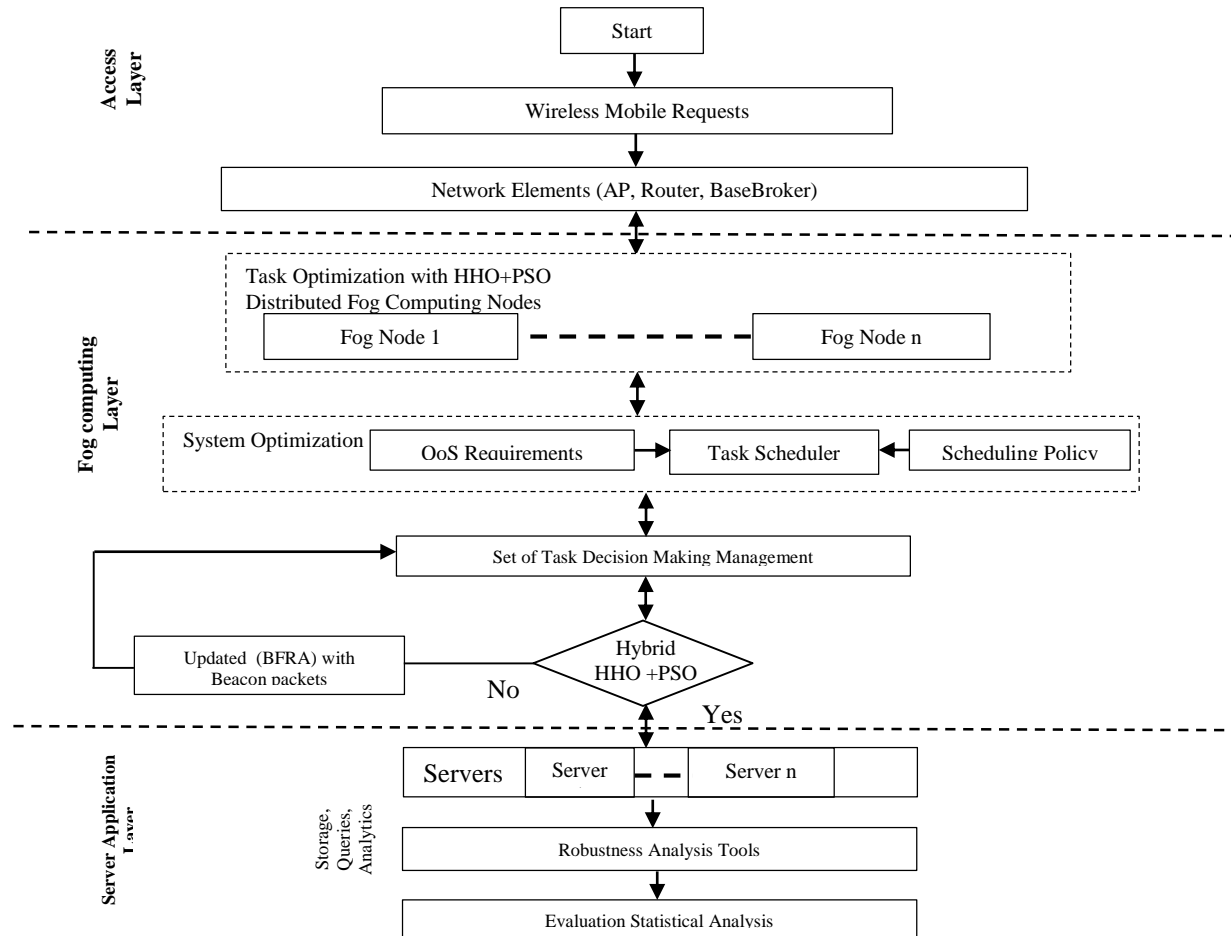 Access
Layer
Start
Wireless Mobile Requests
Network Elements (AP, Router, BaseBroker)
Fog computing
Layer
Task Optimization with HHO+PSO
Distributed Fog Computing Nodes
Fog Node 1
Fog Node n
System Optimization
QoS Requirements
Task Scheduler
Scheduling Policy
Set of Task Decision Making Management
Updated (BFRA) with
Beacon packets
No
Hybrid
HHO +PSO
Yes
Server Application
Layer
Storage,
Queries,
Analytics
Servers
Server
Server n
Robustness Analysis Tools
Evaluation Statistical Analysis